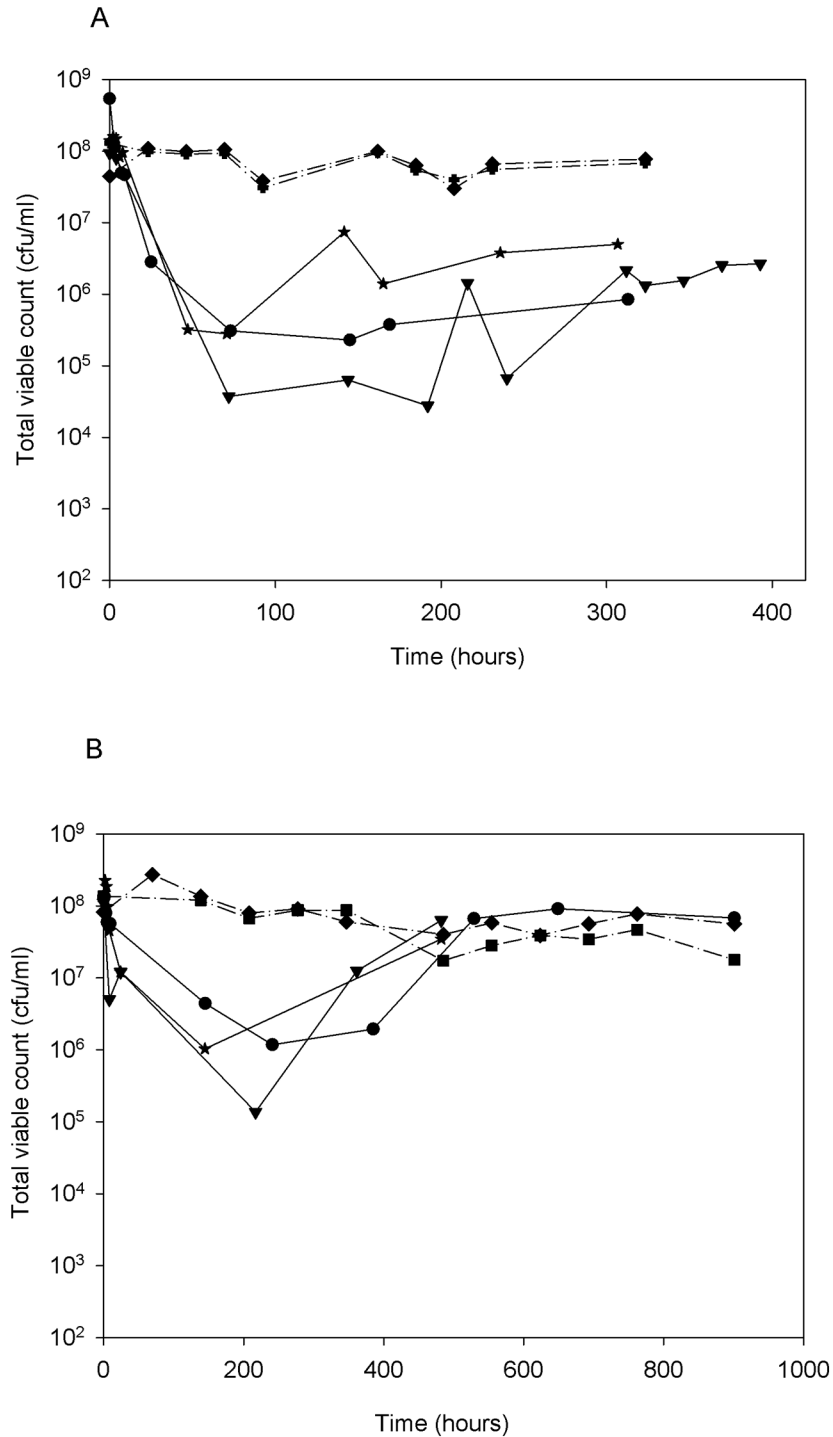 A
Total viable count (cfu/ml)
10⁹
10⁸
10⁷
10⁶
10⁵
10⁴
10³
10²
0 100 200 300 400
Time (hours)
B
Total viable count (cfu/ml)
10⁹
10⁸
10⁷
10⁶
10⁵
10⁴
10³
10²
0 200 400 600 800 1000
Time (hours)